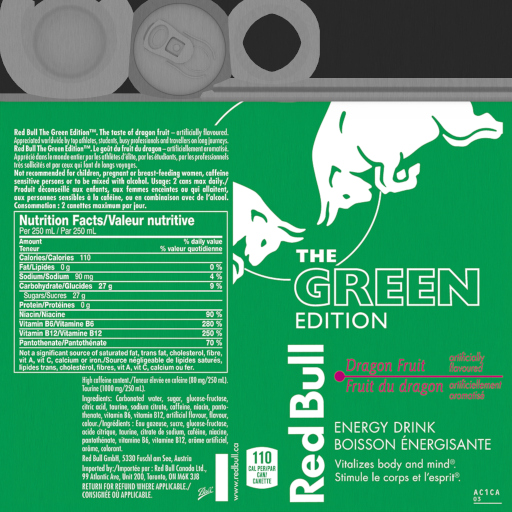 Red Bull The Green Edition™. The taste of dragon fruit – artificially flavoured.
Appreciated worldwide by top athletes, students, busy professionals and travellers on long journeys.
Red Bull The Green Edition™. Le goût du fruit du dragon – artificiellement aromatisé.
Apprécié dans le monde entier par les athlètes d'élite, par les étudiants, par les professionnels
très sollicités et par ceux qui font de longs voyages.
Not recommended for children, pregnant or breast-feeding women, caffeine
sensitive persons or to be mixed with alcohol. Usage: 2 cans max daily./
Produit déconseillé aux enfants, aux femmes enceintes ou qui allaitent,
aux personnes sensibles à la caféine, ou en combinaison avec de l'alcool.
Consommation : 2 canettes maximum par jour.
Nutrition Facts/Valeur nutritive
Per 250 mL / Par 250 mL
Amount % daily value
Teneur % valeur quotidienne
Calories/Calories 110
Fat/Lipides 0 g 0 %
Sodium/Sodium 90 mg 4 %
Carbohydrate/Glucides 27 g 9 %
Sugars/Sucres 27 g
Protein/Protéines 0 g
Niacin/Niacine 90 %
Vitamin B6/Vitamine B6 280 %
Vitamin B12/Vitamine B12 250 %
Pantothenate/Pantothénate 70 %
Not a significant source of saturated fat, trans fat, cholesterol, fibre,
vit A, vit C, calcium or iron./Source négligeable de lipides saturés,
lipides trans, cholestérol, fibres, vit A, vit C, calcium ou fer.
High caffeine content./Teneur élevée en caféine (80 mg/250 mL).
Taurine (1000 mg/250 mL).
Ingredients: Carbonated water, sugar, glucose-fructose,
citric acid, taurine, sodium citrate, caffeine, niacin, panto-
thenate, vitamin B6, vitamin B12, artificial flavour, flavour,
colour./Ingrédients : Eau gazeuse, sucre, glucose-fructose,
acide citrique, taurine, citrate de sodium, caféine, niacine,
pantothénate, vitamine B6, vitamine B12, arôme artificiel,
arôme, colorant.
Red Bull GmbH, 5330 Fuschl am See, Austria
Imported by:/Importée par : Red Bull Canada Ltd.,
99 Atlantic Ave, Unit 200, Toronto, ON M6K 3J8
RETURN FOR REFUND WHERE APPLICABLE./
CONSIGNÉE OÙ APPLICABLE.
www.redbull.ca
110
CAL PER/PAR
CAN/
CANETTE
THE
GREEN
EDITION
Red Bull
Dragon Fruit artificially flavoured
Fruit du dragon artificiellement aromatisé
ENERGY DRINK
BOISSON ÉNERGISANTE
Vitalizes body and mind®.
Stimule le corps et l'esprit®.
AC1CA
05